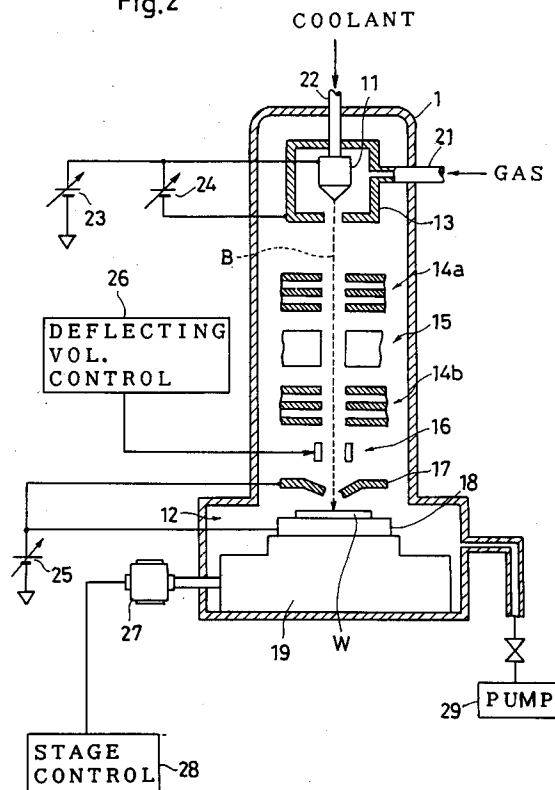 Fig.2
COOLANT
22
11
1
21
GAS
23
24
13
B
26
14a
DEFLECTING
VOL.
CONTROL
15
14b
16
17
12
18
25
27
19
W
29
PUMP
STAGE
CONTROL
28